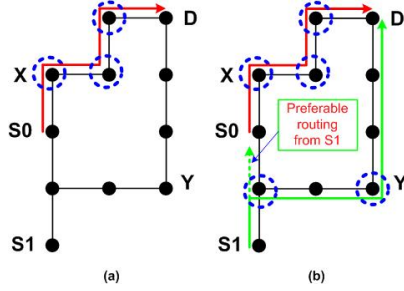 D
X
S0
Y
S1
(a)
D
X
S0
Preferable
routing
from S1
Y
S1
(b)